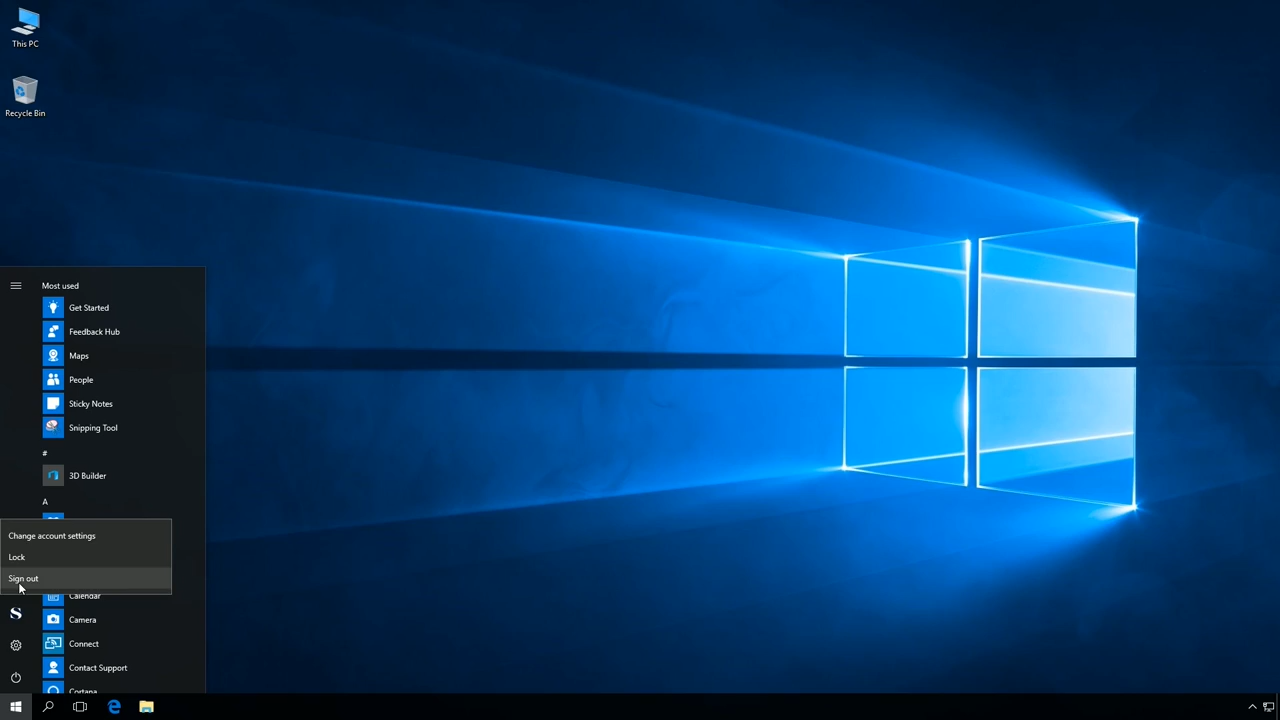 This PC
Recycle Bin
Most used
Get Started
Feedback Hub
Maps
People
Sticky Notes
Snipping Tool
#
3D Builder
A
Change account settings
Lock
Sign out
Calendar
Camera
Connect
Contact Support
Cortana